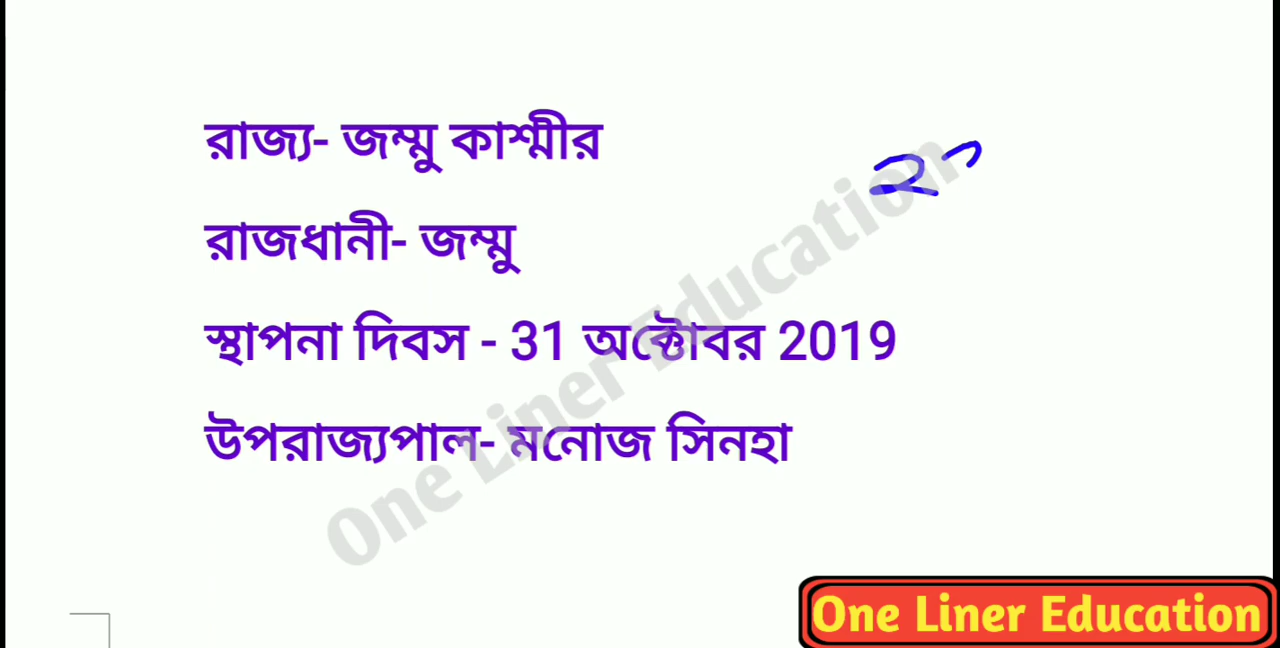 রাজ্য- জম্মু কাশ্মীর
রাজধানী- জম্মু
স্থাপনা দিবস - 31 অক্টোবর 2019
উপরাজ্যপাল- মনোজ সিনহা
One Liner Education
One Liner Education